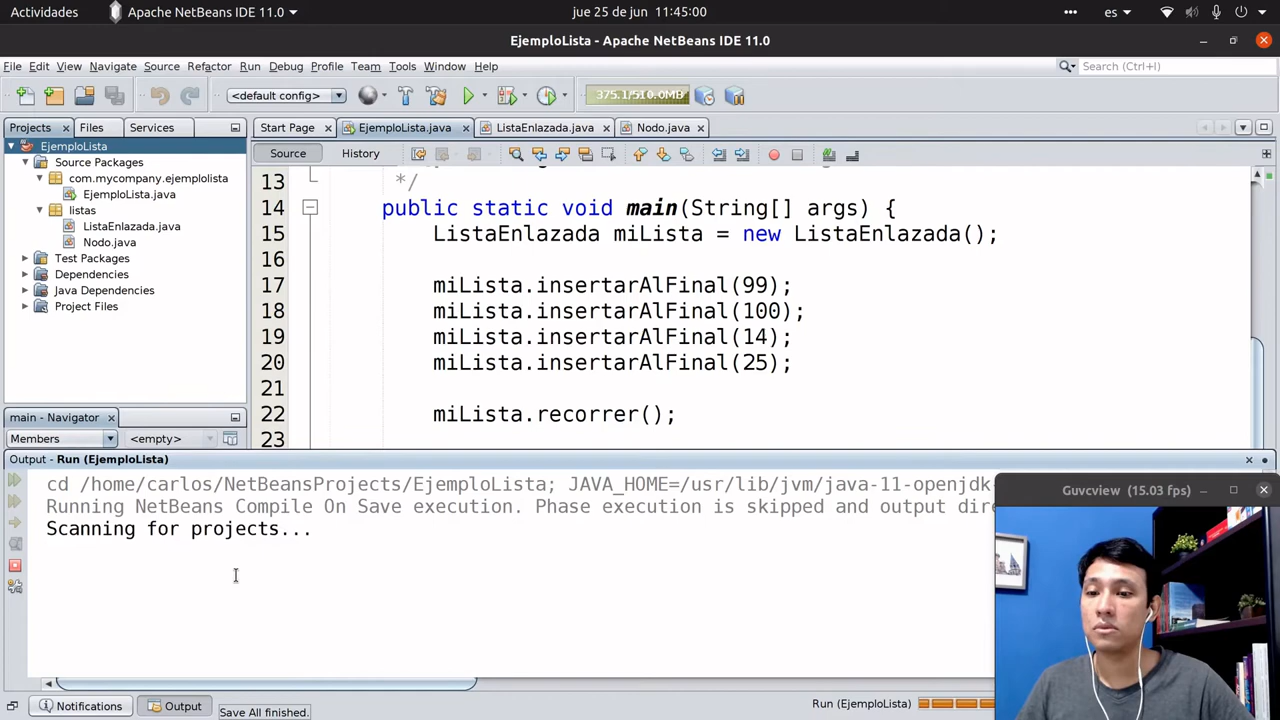 Actividades Apache NetBeans IDE 11.0 jue 25 de jun 11:45:00 es
EjemploLista - Apache NetBeans IDE 11.0
File Edit View Navigate Source Refactor Run Debug Profile Team Tools Window Help Search (Ctrl+I)
<default config> 375.1/510.0MB
Projects Files Services Start Page EjemploLista.java ListaEnlazada.java Nodo.java
EjemploLista Source History
Source Packages
com.mycompany.ejemplolista
EjemploLista.java
listas
ListaEnlazada.java
Nodo.java
Test Packages
Dependencies
Java Dependencies
Project Files
main - Navigator
Members <empty>
13 */
14 public static void main(String[] args) {
15 ListaEnlazada miLista = new ListaEnlazada();
16
17 miLista.insertarAlFinal(99);
18 miLista.insertarAlFinal(100);
19 miLista.insertarAlFinal(14);
20 miLista.insertarAlFinal(25);
21
22 miLista.recorrer();
23
Output - Run (EjemploLista)
cd /home/carlos/NetBeansProjects/EjemploLista; JAVA_HOME=/usr/lib/jvm/java-11-openjdk
Running NetBeans Compile On Save execution. Phase execution is skipped and output dire
Scanning for projects...
Guvcview (15.03 fps)
Notifications Output Save All finished. Run (EjemploLista)